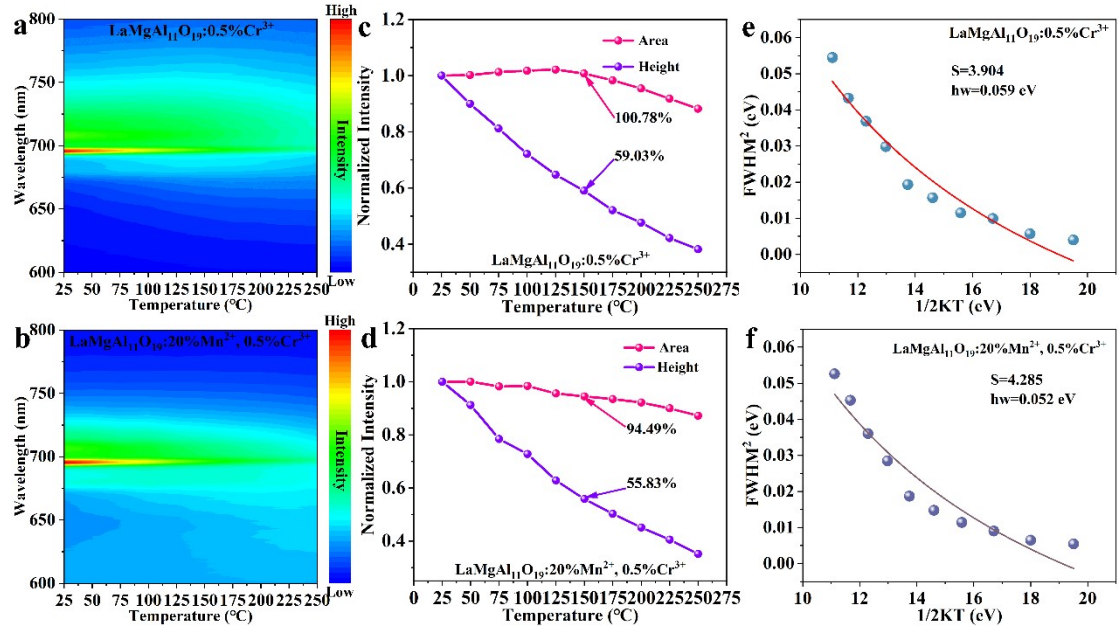 a
LaMgAl₁₁O₁₉:0.5%Cr³⁺
800
750
700
650
600
Wavelength (nm)
25 50 75 100 125 150 175 200 225 250
Temperature (℃)
High
Intensity
Low
b
LaMgAl₁₁O₁₉:20%Mn²⁺, 0.5%Cr³⁺
800
750
700
650
600
Wavelength (nm)
25 50 75 100 125 150 175 200 225 250
Temperature (℃)
High
Intensity
Low
c
1.2
1.0
0.8
0.6
0.4
Normalized Intensity
Area
Height
100.78%
59.03%
LaMgAl₁₁O₁₉:0.5%Cr³⁺
0 25 50 75 100 125 150 175 200 225 250 275
Temperature (℃)
d
1.2
1.0
0.8
0.6
0.4
Normalized Intensity
Area
Height
94.49%
55.83%
LaMgAl₁₁O₁₉:20%Mn²⁺, 0.5%Cr³⁺
0 25 50 75 100 125 150 175 200 225 250 275
Temperature (℃)
e
LaMgAl₁₁O₁₉:0.5%Cr³⁺
S=3.904
hw=0.059 eV
0.06
0.05
0.04
0.03
0.02
0.01
0.00
FWHM² (eV)
10 12 14 16 18 20
1/2KT (eV)
f
LaMgAl₁₁O₁₉:20%Mn²⁺, 0.5%Cr³⁺
S=4.285
hw=0.052 eV
0.06
0.05
0.04
0.03
0.02
0.01
0.00
FWHM² (eV)
10 12 14 16 18 20
1/2KT (eV)